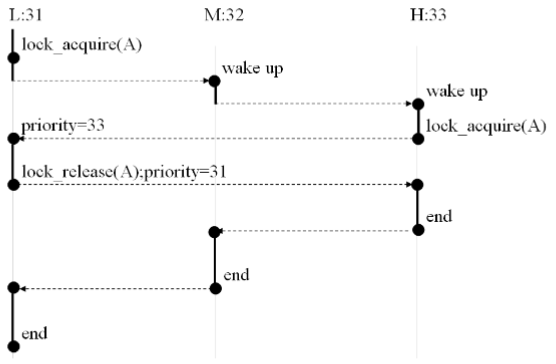 L:31 M:32 H:33
lock_acquire(A)
wake up
wake up
priority=33
lock_acquire(A)
lock_release(A);priority=31
end
end
end